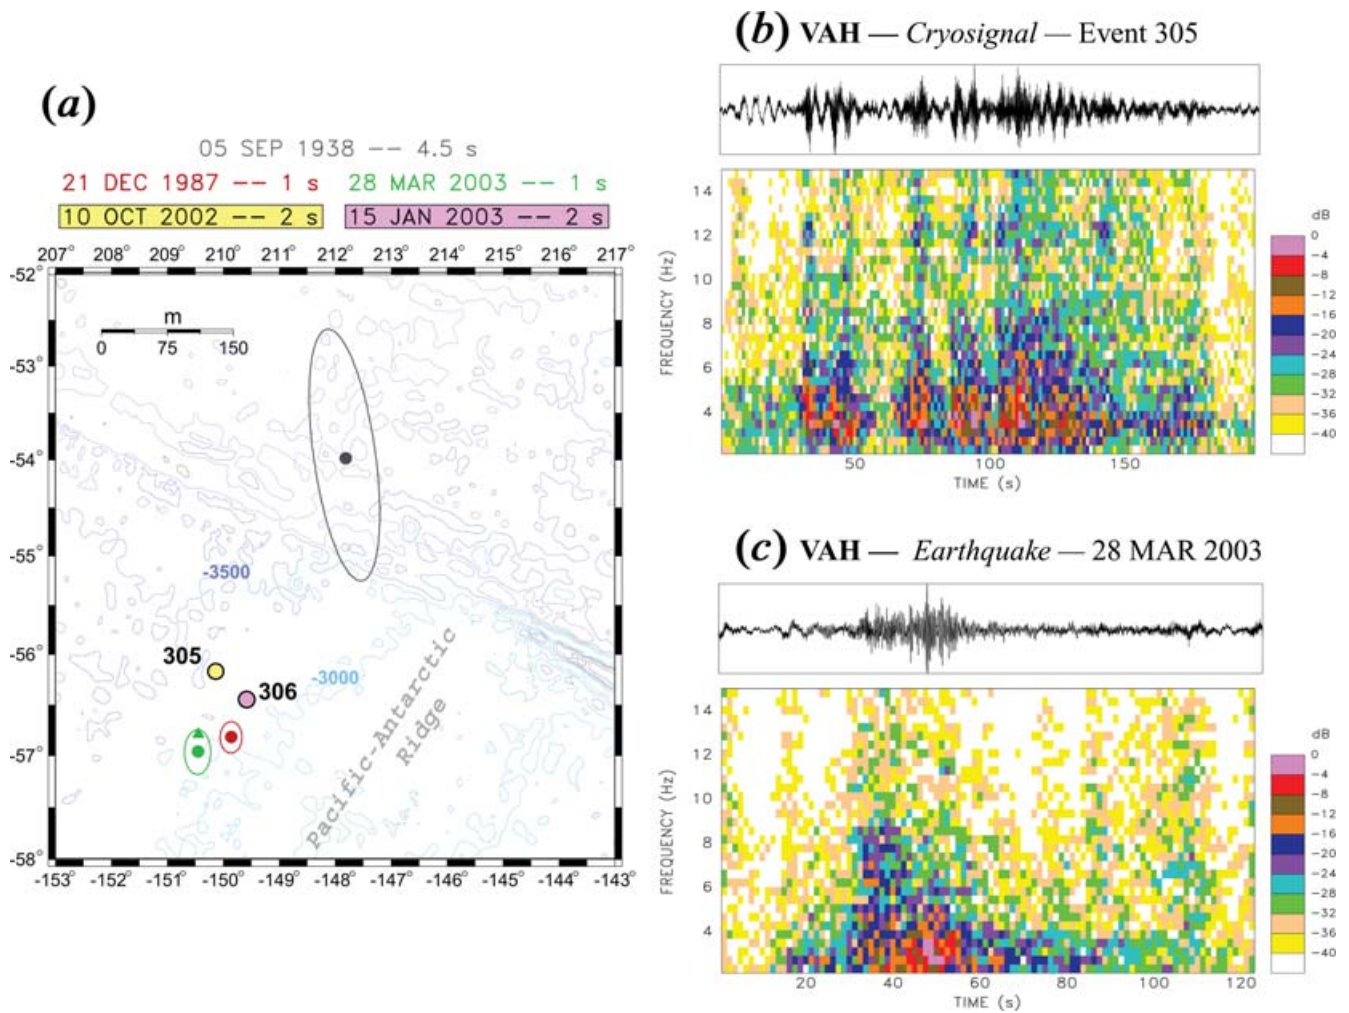 (a)
05 SEP 1938 -- 4.5 s
21 DEC 1987 -- 1 s 28 MAR 2003 -- 1 s
10 OCT 2002 -- 2 s 15 JAN 2003 -- 2 s
207° 208° 209° 210° 211° 212° 213° 214° 215° 216° 217°
-52°
m
0 75 150
-53°
-54°
-55°
-3500
-56°
305
306
-3000
-57°
Pacific-Antarctic
Ridge
-58°
-153° -152° -151° -150° -149° -148° -147° -146° -145° -144° -143°
(b) VAH — Cryosignal — Event 305
FREQUENCY (Hz)
14
12
10
8
6
4
50 100 150
TIME (s)
dB
0
-4
-8
-12
-16
-20
-24
-28
-32
-36
-40
(c) VAH — Earthquake — 28 MAR 2003
FREQUENCY (Hz)
14
12
10
8
6
4
20 40 60 80 100 120
TIME (s)
dB
0
-4
-8
-12
-16
-20
-24
-28
-32
-36
-40